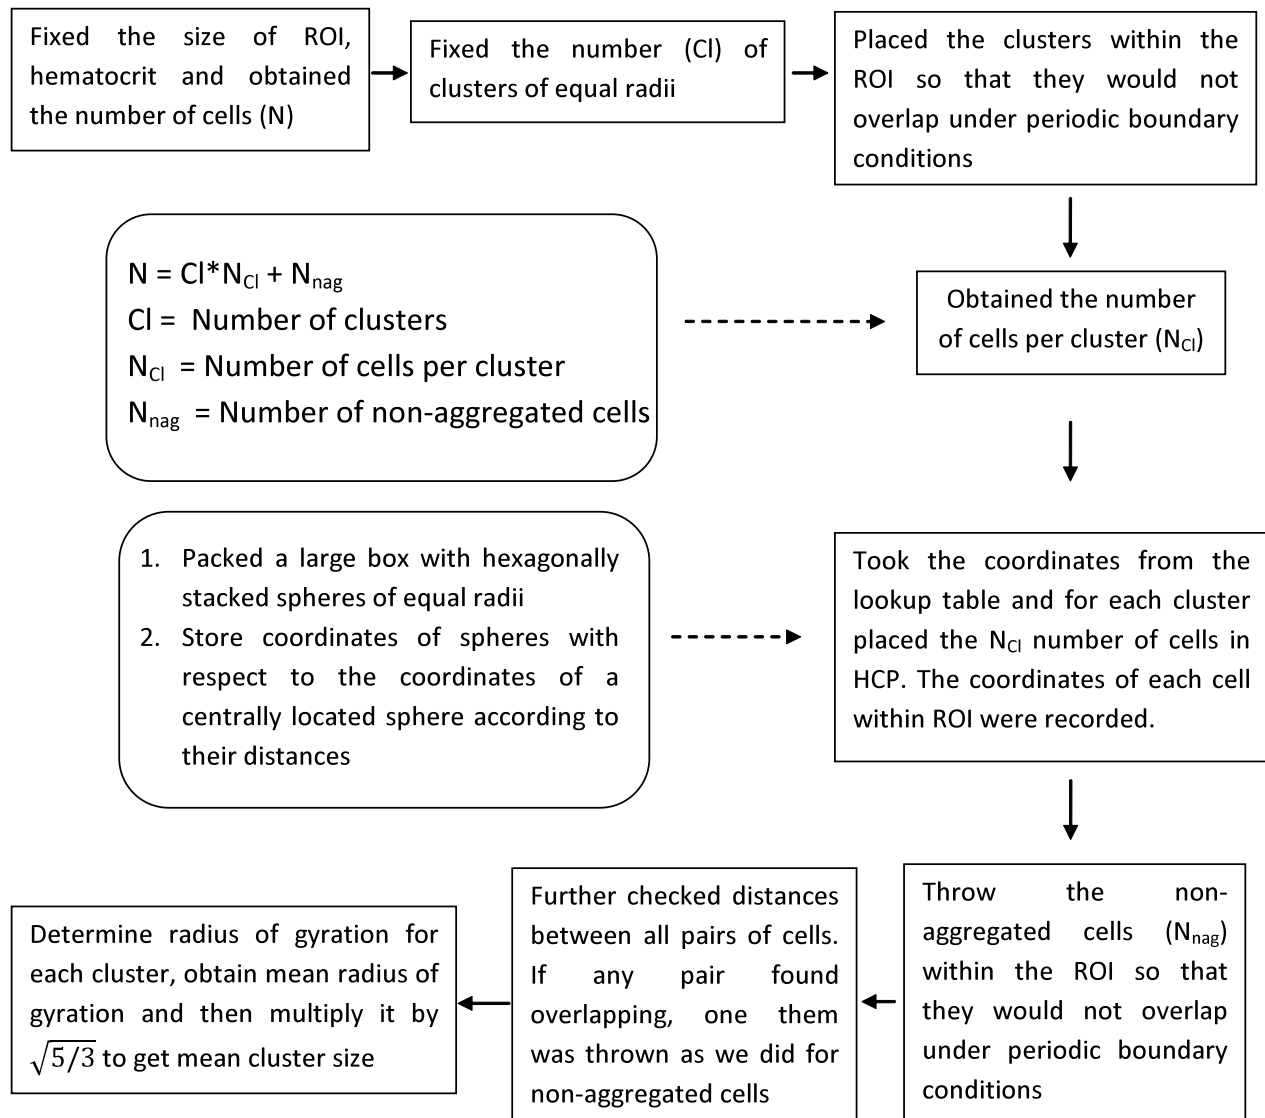 Fixed the size of ROI,
hematocrit and obtained
the number of cells (N)
Fixed the number (Cl) of
clusters of equal radii
Placed the clusters within the
ROI so that they would not
overlap under periodic boundary
conditions
N = Cl*NCl + Nnag
Cl = Number of clusters
NCl = Number of cells per cluster
Nnag = Number of non-aggregated cells
Obtained the number
of cells per cluster (NCl)
1. Packed a large box with hexagonally
stacked spheres of equal radii
2. Store coordinates of spheres with
respect to the coordinates of a
centrally located sphere according to
their distances
Took the coordinates from the
lookup table and for each cluster
placed the NCl number of cells in
HCP. The coordinates of each cell
within ROI were recorded.
Throw the non-
aggregated cells (Nnag)
within the ROI so that
they would not overlap
under periodic boundary
conditions
Further checked distances
between all pairs of cells.
If any pair found
overlapping, one them
was thrown as we did for
non-aggregated cells
Determine radius of gyration for
each cluster, obtain mean radius of
gyration and then multiply it by
√5/3 to get mean cluster size